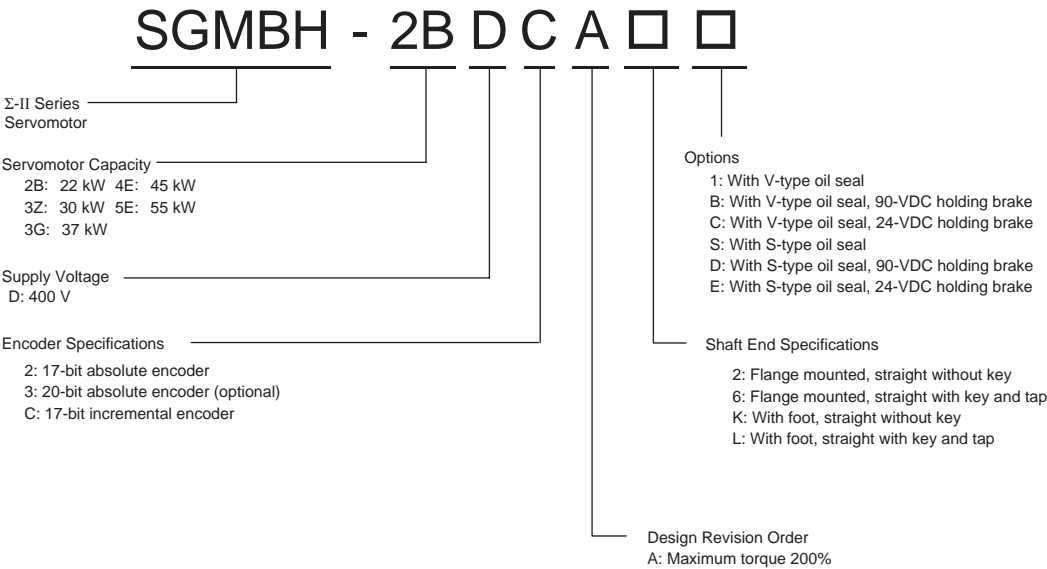 SGMBH - 2B D C A □ □
Σ-II Series
Servomotor
Servomotor Capacity
2B: 22 kW 4E: 45 kW
3Z: 30 kW 5E: 55 kW
3G: 37 kW
Supply Voltage
D: 400 V
Encoder Specifications
2: 17-bit absolute encoder
3: 20-bit absolute encoder (optional)
C: 17-bit incremental encoder
Options
1: With V-type oil seal
B: With V-type oil seal, 90-VDC holding brake
C: With V-type oil seal, 24-VDC holding brake
S: With S-type oil seal
D: With S-type oil seal, 90-VDC holding brake
E: With S-type oil seal, 24-VDC holding brake
Shaft End Specifications
2: Flange mounted, straight without key
6: Flange mounted, straight with key and tap
K: With foot, straight without key
L: With foot, straight with key and tap
Design Revision Order
A: Maximum torque 200%